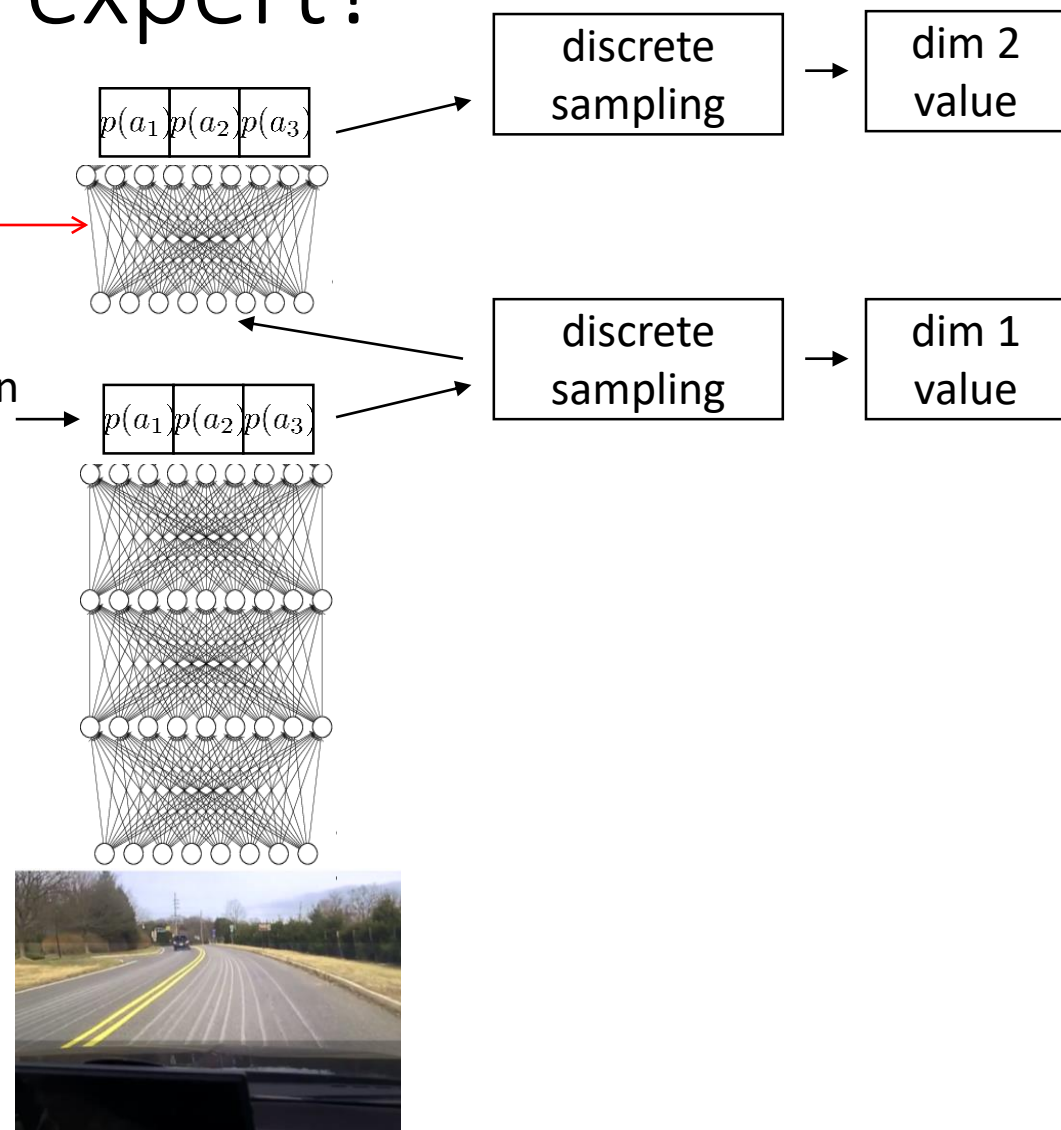 expert?
discrete
sampling
dim 2
value
p(a₁) p(a₂) p(a₃)
discrete
sampling
dim 1
value
n
p(a₁) p(a₂) p(a₃)